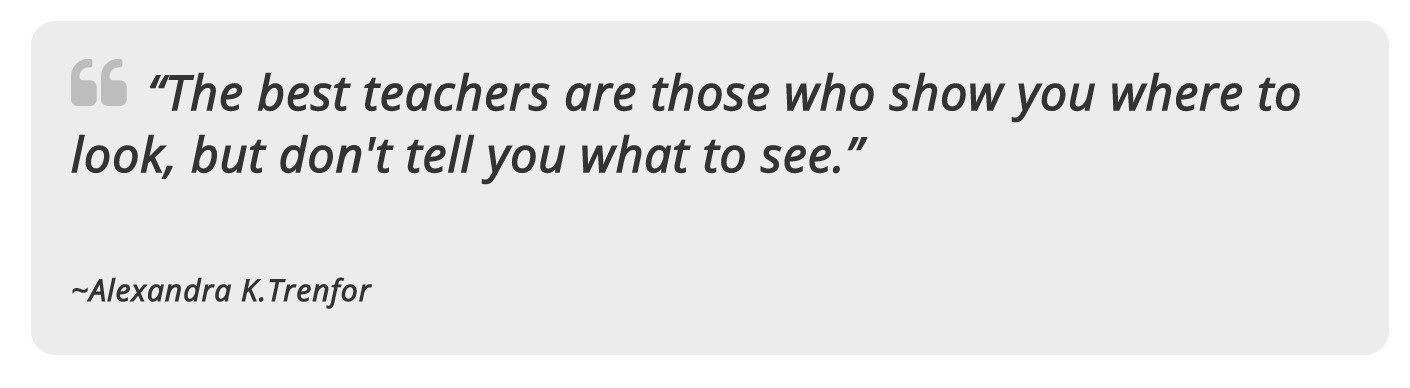 “The best teachers are those who show you where to
look, but don't tell you what to see.”
~Alexandra K.Trenfor